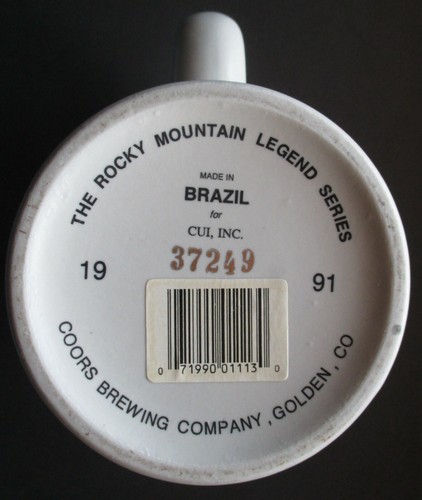 THE ROCKY MOUNTAIN LEGEND SERIES
MADE IN
BRAZIL
for
CUI, INC.
37249
19 91
0 71990 01113 0
COORS BREWING COMPANY, GOLDEN, CO